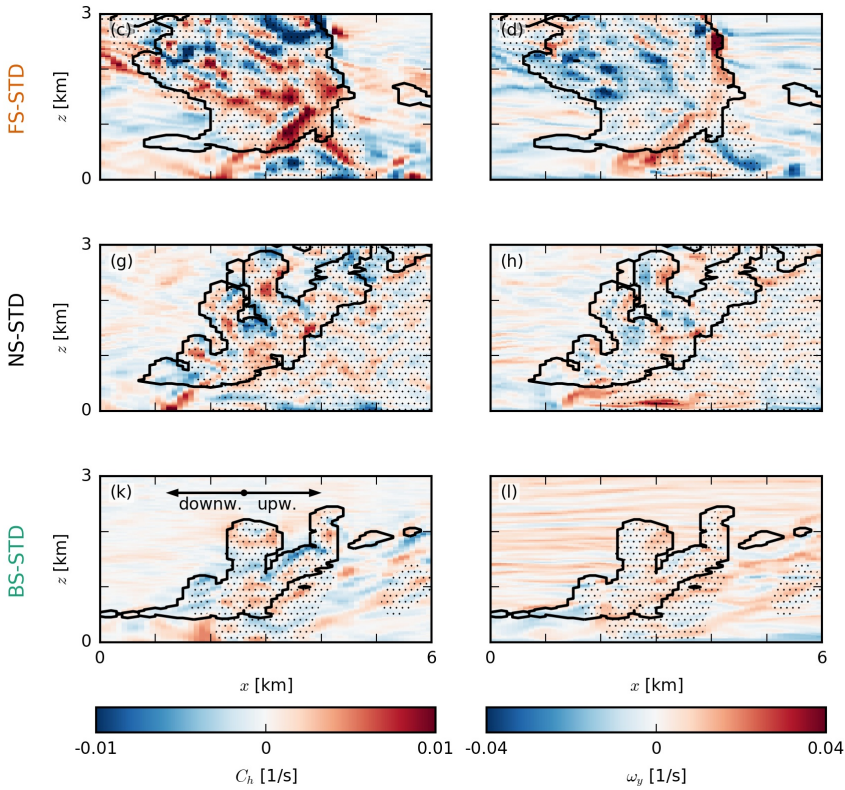 FS-STD
z [km]
3
0
(c)
(d)
NS-STD
z [km]
3
0
(g)
(h)
BS-STD
z [km]
3
0
(k)
downw. upw.
(l)
0 6
0 6
x [km]
x [km]
-0.01 0 0.01
-0.04 0 0.04
C_h [1/s]
ω_y [1/s]